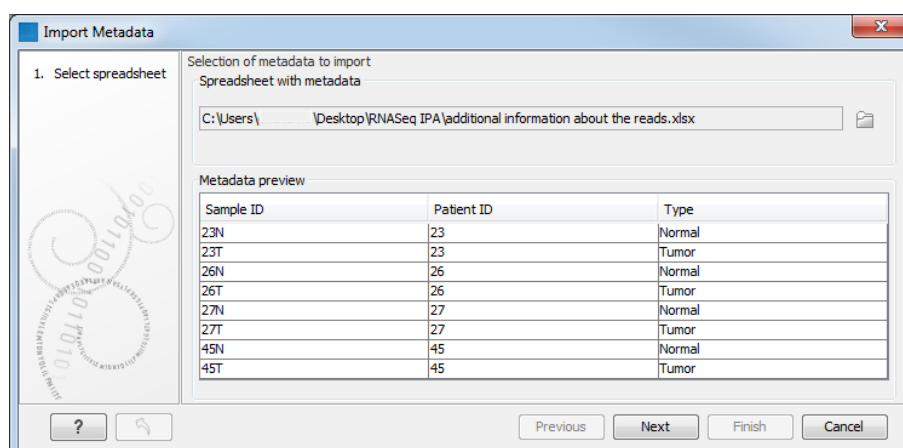 Import Metadata
1. Select spreadsheet
Selection of metadata to import
Spreadsheet with metadata
C:\Users\ \Desktop\RNASeq IPA\additional information about the reads.xlsx
Metadata preview
Sample ID Patient ID Type
23N 23 Normal
23T 23 Tumor
26N 26 Normal
26T 26 Tumor
27N 27 Normal
27T 27 Tumor
45N 45 Normal
45T 45 Tumor
? Previous Next Finish Cancel